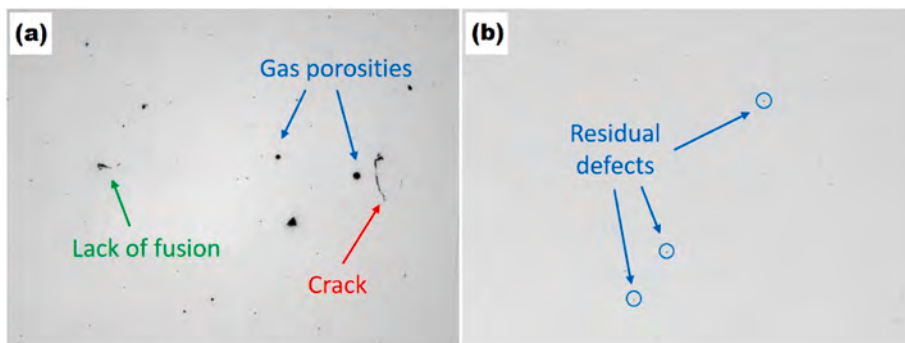 (a)
Gas porosities
Lack of fusion
Crack
(b)
Residual
defects